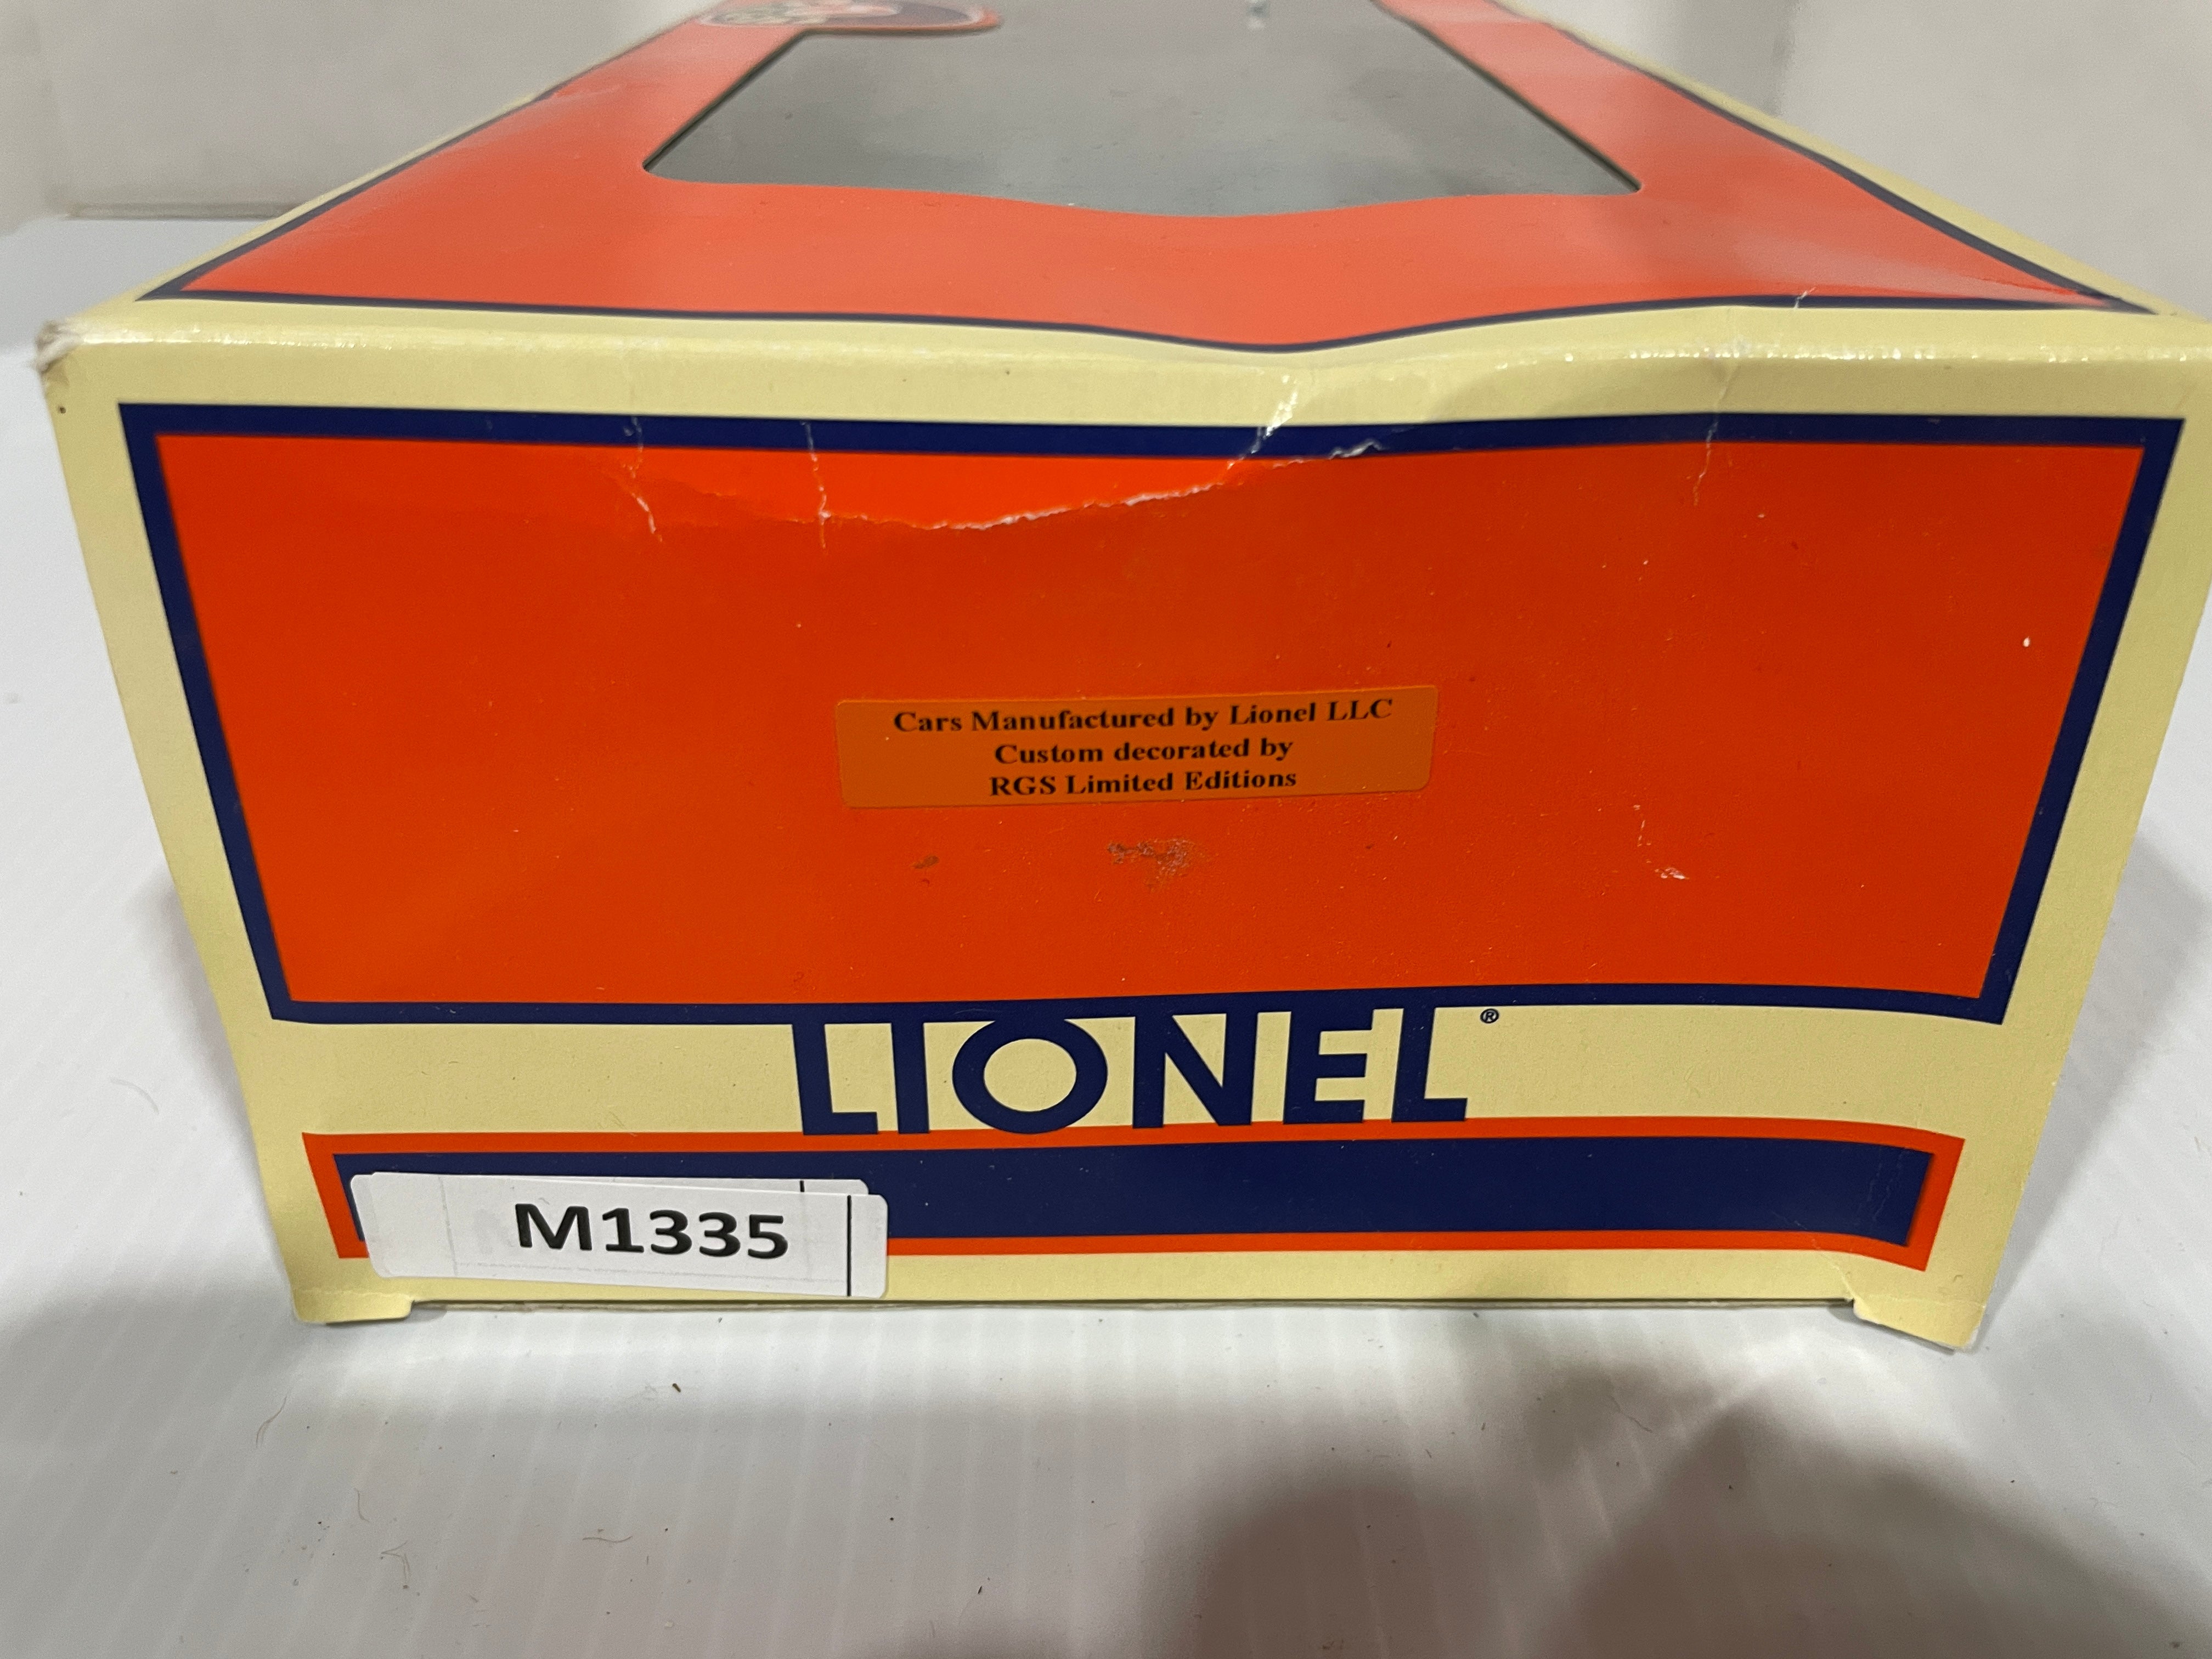 Cars Manufactured by Lionel LLC
Custom decorated by
RGS Limited Editions
LIONEL®
M1335